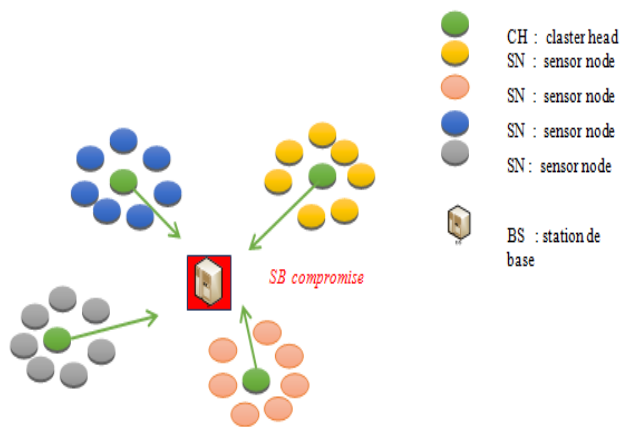 CH : claster head
SN : sensor node
SN : sensor node
SN : sensor node
SN : sensor node
BS : station de
base
SB compromise